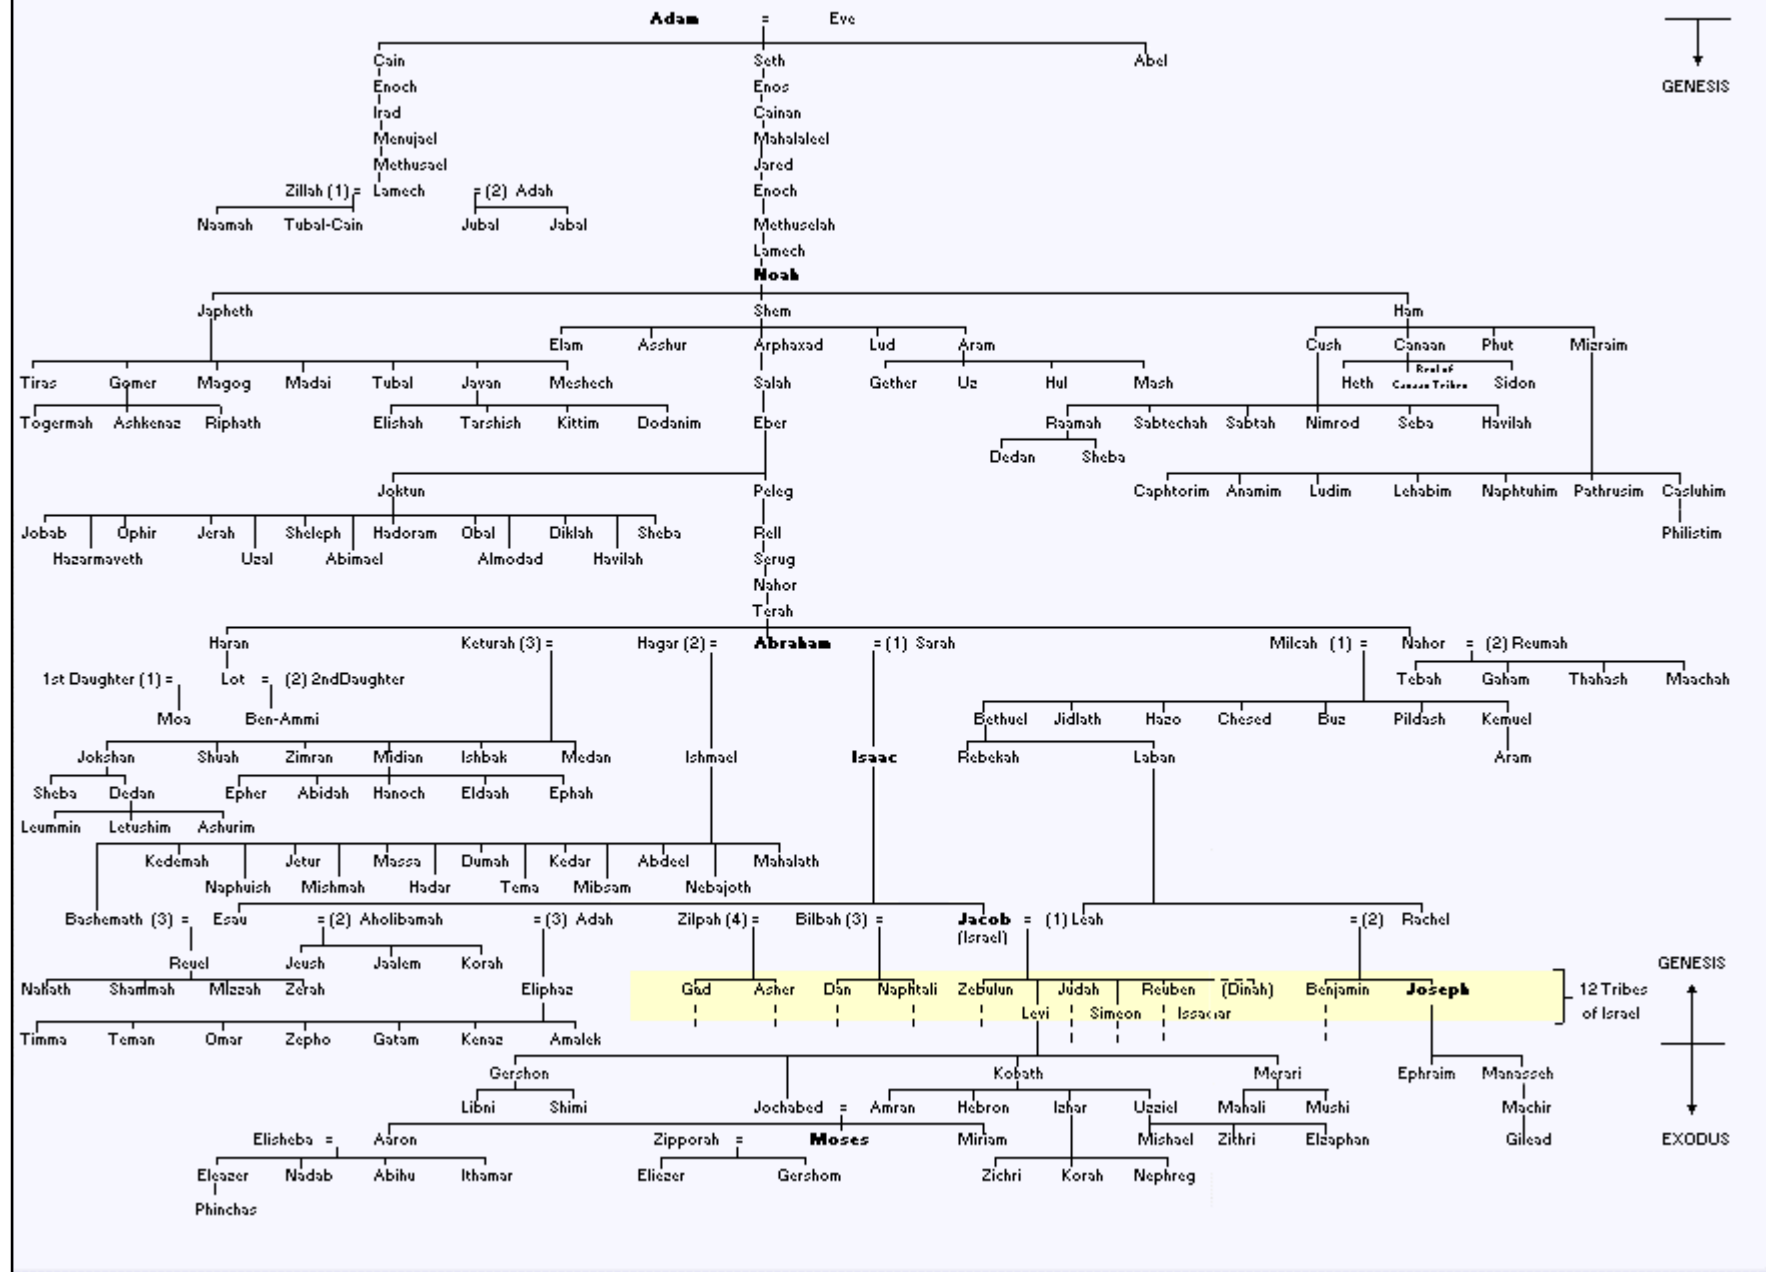 Adam = Eve
Cain Seth Abel
Enoch Enos GENESIS
Irad Cainan
Menujael Mahalaleel
Methusael Jared
Zillah (1) = Lamech = (2) Adah Enoch
Naamah Tubal-Cain Jubal Jabal Methuselah
Lamech
Noah
Japheth Shem Ham
Elam Asshur Arphaxad Lud Aram Cush Canaan Phut Mizraim
Tiras Gomer Magog Madai Tubal Javan Meshech Salah Gether Uz Hul Mash Heth Rest of Canaan Tribes Sidon
Togermah Ashkenaz Riphath Elishah Tarshish Kittim Dodanim Eber Raamah Sabtechah Sabtah Nimrod Seba Havilah
Dedan Sheba
Joktun Peleg Caphtorim Anamim Ludim Lehabim Naphtuhim Pathrusim Casluhim
Jobab Ophir Jerah Sheleph Hadoram Obal Diklah Sheba Rell Philistim
Hazarmaveth Uzal Abimael Almodad Havilah Serug
Nahor
Terah
Haran Keturah (3) = Hagar (2) = Abraham = (1) Sarah Milcah (1) = Nahor = (2) Reumah
1st Daughter (1) = Lot = (2) 2ndDaughter Tebah Gaham Thahash Maachah
Moa Ben-Ammi Bethuel Jidlath Hazo Chesed Buz Pildash Kemuel
Jokshan Shuah Zimran Midian Ishbak Medan Ishmael Isaac Rebekah Laban Aram
Sheba Dedan Epher Abidah Hanoch Eldaah Ephah
Leummin Letushim Ashurim
Kedemah Jetur Massa Dumah Kedar Abdeel Mahalath
Naphuish Mishmah Hadar Tema Mibsam Nebajoth
Bashemath (3) = Esau = (2) Aholibamah = (3) Adah Zilpah (4) = Bilbah (3) = Jacob = (1) Leah = (2) Rachel
(Israel)
Reuel Jeush Jaalem Korah GENESIS
Nahath Shammah Mizzah Zerah Eliphaz Gad Asher Dan Naphtali Zebulun Judah Reuben (Dinah) Benjamin Joseph 12 Tribes
Levi Simeon Issachar of Israel
Timma Teman Omar Zepho Gatam Kenaz Amalek
Gershon Kohath Merari Ephraim Manasseh
Libni Shimi Jochabed = Amran Hebron Izhar Uzziel Mahali Mushi Machir
Elisheba = Aaron Zipporah = Moses Miriam Mishael Zithri Elzaphan Gilead EXODUS
Eleazer Nadab Abihu Ithamar Eliezer Gershom Zichri Korah Nephreg
Phinchas